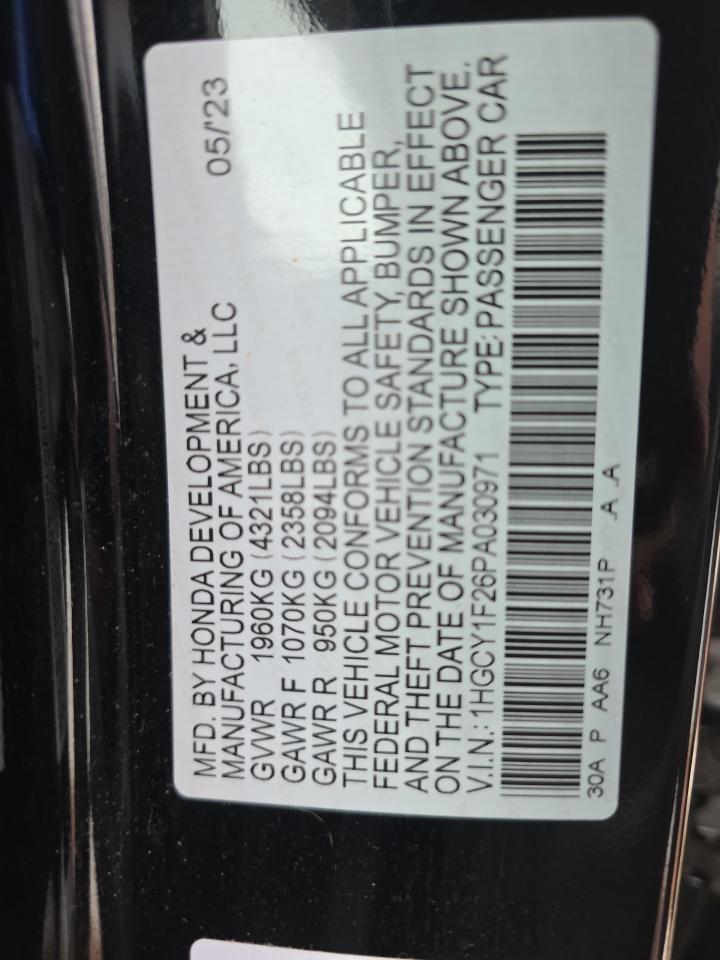 MFD. BY HONDA DEVELOPMENT & 05/'23
MANUFACTURING OF AMERICA, LLC
GVWR 1960KG (4321LBS)
GAWR F 1070KG (2358LBS)
GAWR R 950KG (2094LBS)
THIS VEHICLE CONFORMS TO ALL APPLICABLE
FEDERAL MOTOR VEHICLE SAFETY, BUMPER,
AND THEFT PREVENTION STANDARDS IN EFFECT
ON THE DATE OF MANUFACTURE SHOWN ABOVE.
V.I.N.: 1HGCY1F26PA030971 TYPE: PASSENGER CAR
30A P AA6 NH731P .A .A